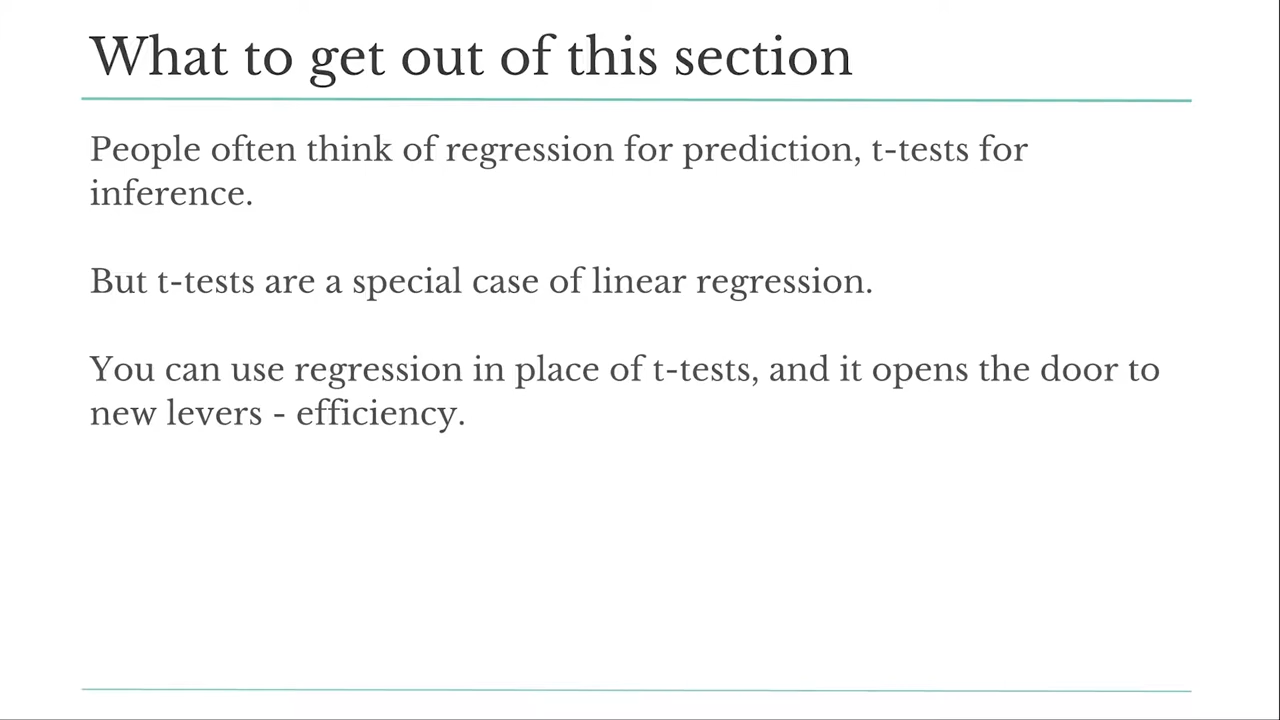 What to get out of this section
People often think of regression for prediction, t-tests for
inference.
But t-tests are a special case of linear regression.
You can use regression in place of t-tests, and it opens the door to
new levers - efficiency.